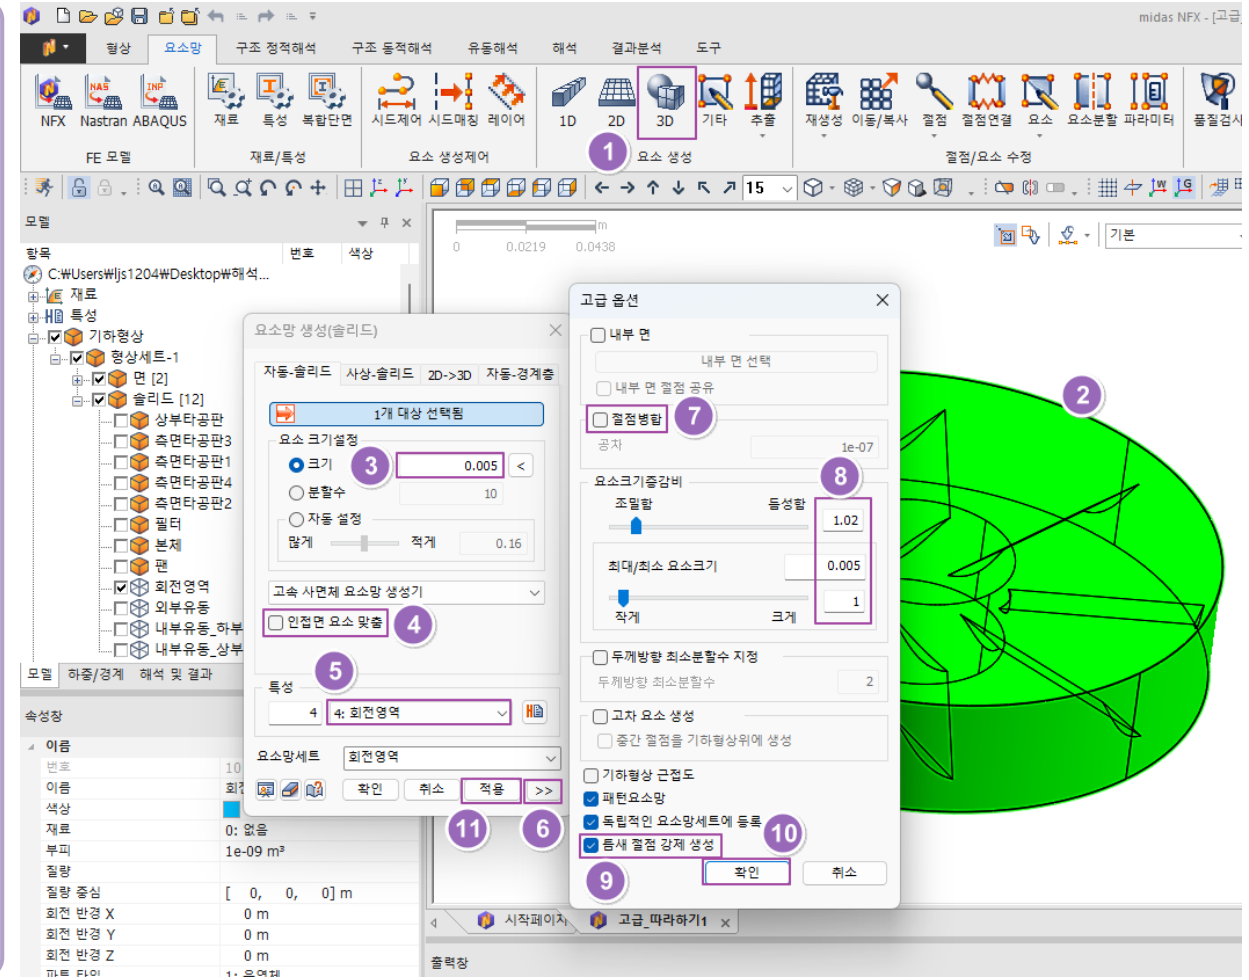 midas NFX - [고급
형상 요소망 구조 정적해석 구조 동적해석 유동해석 해석 결과분석 도구
NAS INP
NFX Nastran ABAQUS 재료 특성 복합단면 시드제어 시드매칭 레이어 1D 2D 3D 기타 추출 재생성 이동/복사 절점 절점연결 요소 요소분할 파라미터 품질검사
1
FE 모델 재료/특성 요소 생성제어 요소 생성 절점/요소 수정
15
모델
항목 번호 색상
C:₩Users₩ljs1204₩Desktop₩해석...
재료
특성
기하형상
형상세트-1
면 [2]
솔리드 [12]
상부타공판
측면타공판3
측면타공판1
측면타공판4
측면타공판2
필터
본체
팬
회전영역
외부유동
내부유동_하부
내부유동_상부
모델 하중/경계 해석 및 결과
속성창
이름
번호 10
이름 회전
색상
재료 0: 없음
부피 1e-09 m³
질량
질량 중심 [ 0, 0, 0] m
회전 반경 X 0 m
회전 반경 Y 0 m
회전 반경 Z 0 m
파트 타입 1: 유역체
m
0 0.0219 0.0438
기본
2
요소망 생성(솔리드)
자동-솔리드 사상-솔리드 2D->3D 자동-경계층
1개 대상 선택됨
요소 크기설정
크기 3 0.005 <
분할수 10
자동 설정
많게 적게 0.16
고속 사면체 요소망 생성기
인접면 요소 맞춤 4
5
특성
4 4: 회전영역
요소망세트 회전영역
확인 취소 적용 >>
11 6
고급 옵션
내부 면
내부 면 선택
내부 면 절점 공유
절점병합 7
공차 1e-07
요소크기증감비 8
조밀함 듬성함
1.02
최대/최소 요소크기 0.005
1
작게 크게
두께방향 최소분할수 지정
두께방향 최소분할수 2
고차 요소 생성
중간 절점을 기하형상위에 생성
기하형상 근접도
패턴요소망
독립적인 요소망세트에 등록
틈새 절점 강제 생성
10
9
확인 취소
시작페이지 고급_따라하기1
출력창